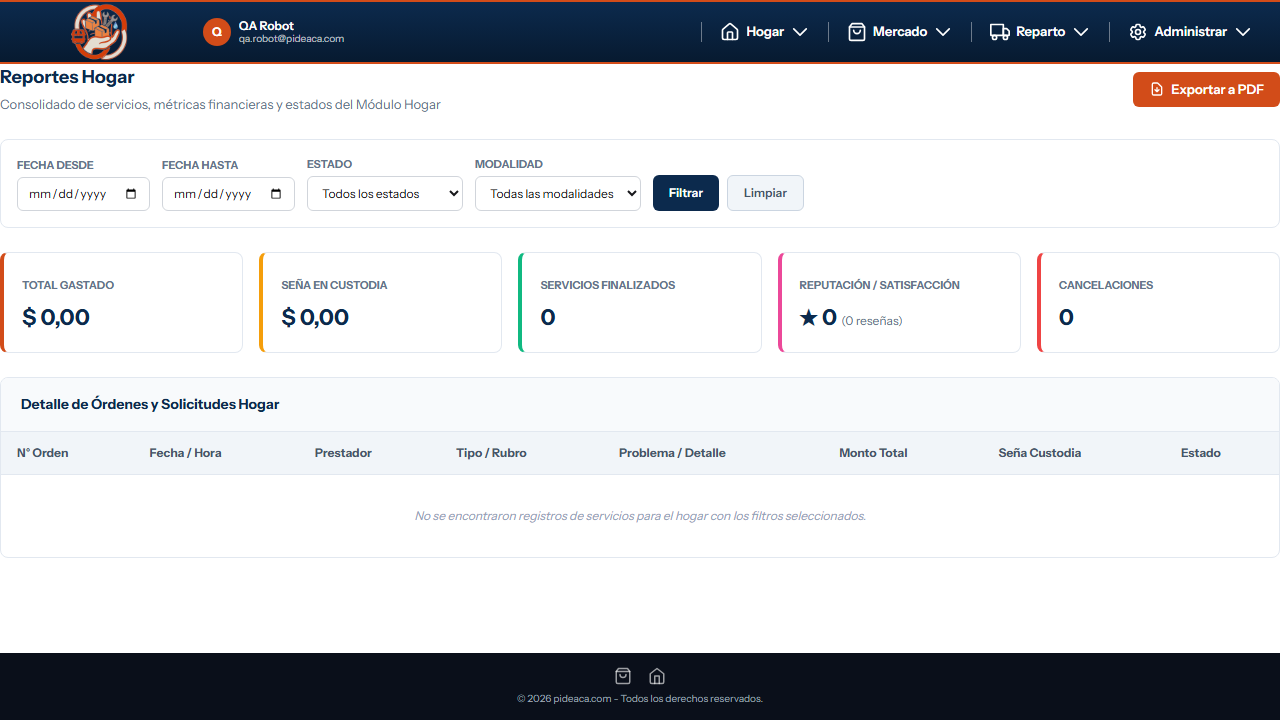 Q
QA Robot
qa.robot@pideaca.com
Hogar
Mercado
Reparto
Administrar
Reportes Hogar
Consolidado de servicios, métricas financieras y estados del Módulo Hogar
Exportar a PDF
FECHA DESDE
FECHA HASTA
ESTADO
MODALIDAD
mm/dd/yyyy
mm/dd/yyyy
Todos los estados
Todas las modalidades
Filtrar
Limpiar
TOTAL GASTADO
$ 0,00
SEÑA EN CUSTODIA
$ 0,00
SERVICIOS FINALIZADOS
0
REPUTACIÓN / SATISFACCIÓN
★ 0 (0 reseñas)
CANCELACIONES
0
Detalle de Órdenes y Solicitudes Hogar
N° Orden Fecha / Hora Prestador Tipo / Rubro Problema / Detalle Monto Total Seña Custodia Estado
No se encontraron registros de servicios para el hogar con los filtros seleccionados.
© 2026 pideaca.com - Todos los derechos reservados.